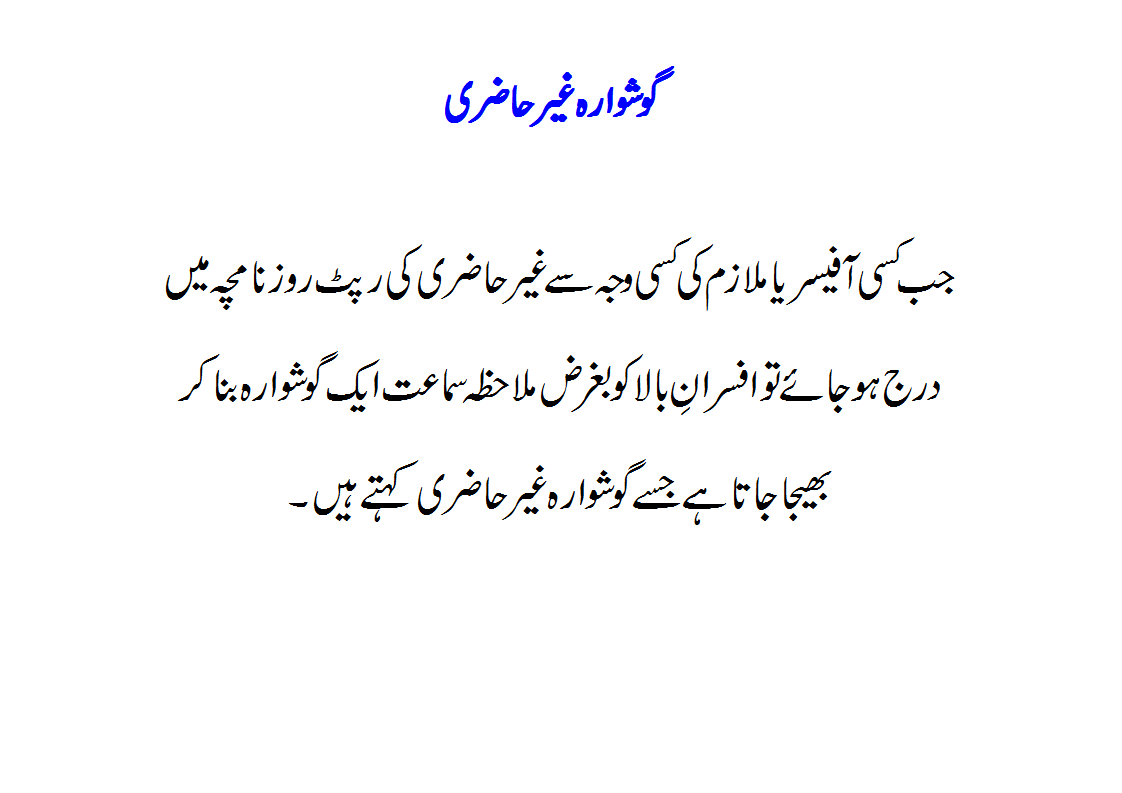 گوشوارہ غیر حاضری
جب کسی آفیسر یا ملازم کی کسی وجہ سے غیر حاضری کی رپٹ روزنامچہ میں
درج ہو جائے تو افسرانِ بالا کو بغرض ملاحظہ سماعت ایک گوشوارہ بنا کر
بھیجا جاتا ہے جسے گوشوارہ غیر حاضری کہتے ہیں۔